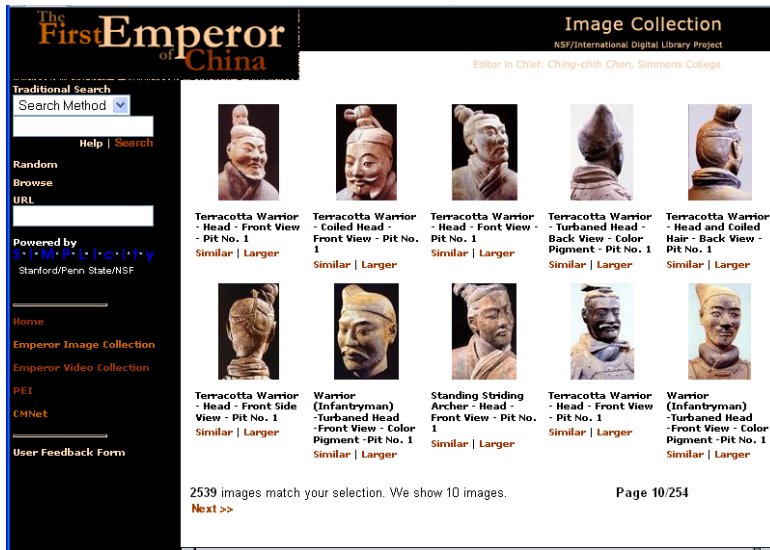 The
First Emperor
of China
Image Collection
NSF/International Digital Library Project
Editor in Chief: Ching-chih Chen, Simmons College
Traditional Search
Search Method
Help | Search
Random
Browse
URL
Powered by
S·I·M·P·L·I·c·I·t·y
Stanford/Penn State/NSF
Home
Emperor Image Collection
Emperor Video Collection
PEI
CMNet
User Feedback Form
Terracotta Warrior
- Head - Front View
- Pit No. 1
Similar | Larger
Terracotta Warrior
- Coiled Head -
Front View - Pit No.
1
Similar | Larger
Terracotta Warrior
- Head - Font View -
Pit No. 1
Similar | Larger
Terracotta Warrior
- Turbaned Head -
Back View - Color
Pigment - Pit No. 1
Similar | Larger
Terracotta Warrior
- Head and Coiled
Hair - Back View -
Pit No. 1
Similar | Larger
Terracotta Warrior
- Head - Front Side
View - Pit No. 1
Similar | Larger
Warrior
(Infantryman)
-Turbaned Head
-Front View - Color
Pigment -Pit No. 1
Similar | Larger
Standing Striding
Archer - Head -
Front View - Pit No.
1
Similar | Larger
Terracotta Warrior
- Head - Front View
- Pit No. 1
Similar | Larger
Warrior
(Infantryman)
-Turbaned Head
-Front View - Color
Pigment -Pit No. 1
Similar | Larger
2539 images match your selection. We show 10 images.
Page 10/254
Next >>